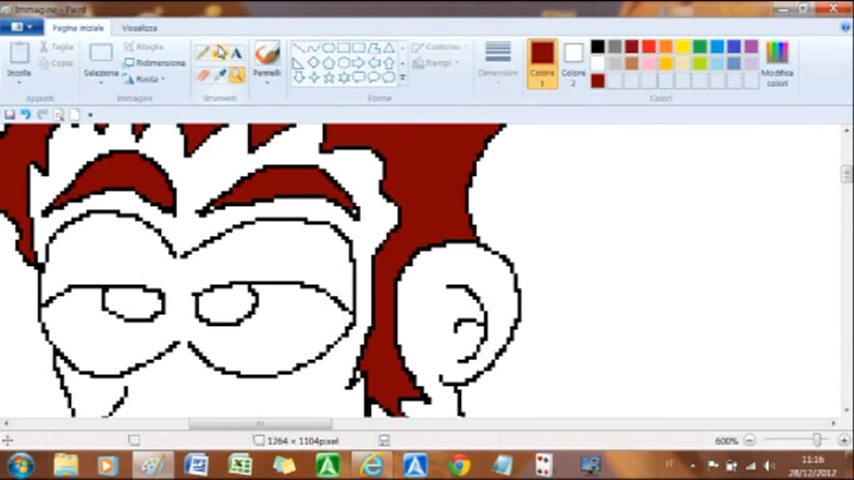 Immagine - Paint
Pagina iniziale Visualizza
Incolla
Taglia
Copia
Appunti
Seleziona
Ritaglia
Ridimensiona
Ruota
Immagine
A
Strumenti
Pennelli
Contorno
Riempi
Forme
Dimensioni
Colore
1
Colore
2
Modifica
colori
Colori
1264 × 1104pixel
600%
IT
11:16
28/12/2012